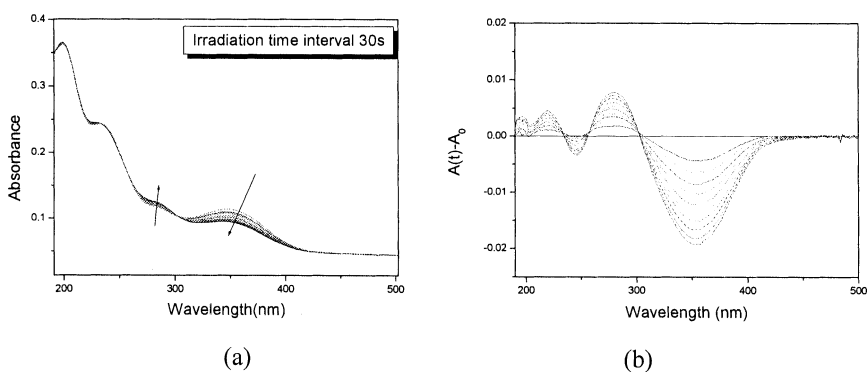 Irradiation time interval 30s
Absorbance
0.4
0.3
0.2
0.1
200
300
400
500
Wavelength(nm)
(a)
A(t)-A₀
0.02
0.01
0.00
-0.01
-0.02
200
300
400
500
Wavelength (nm)
(b)